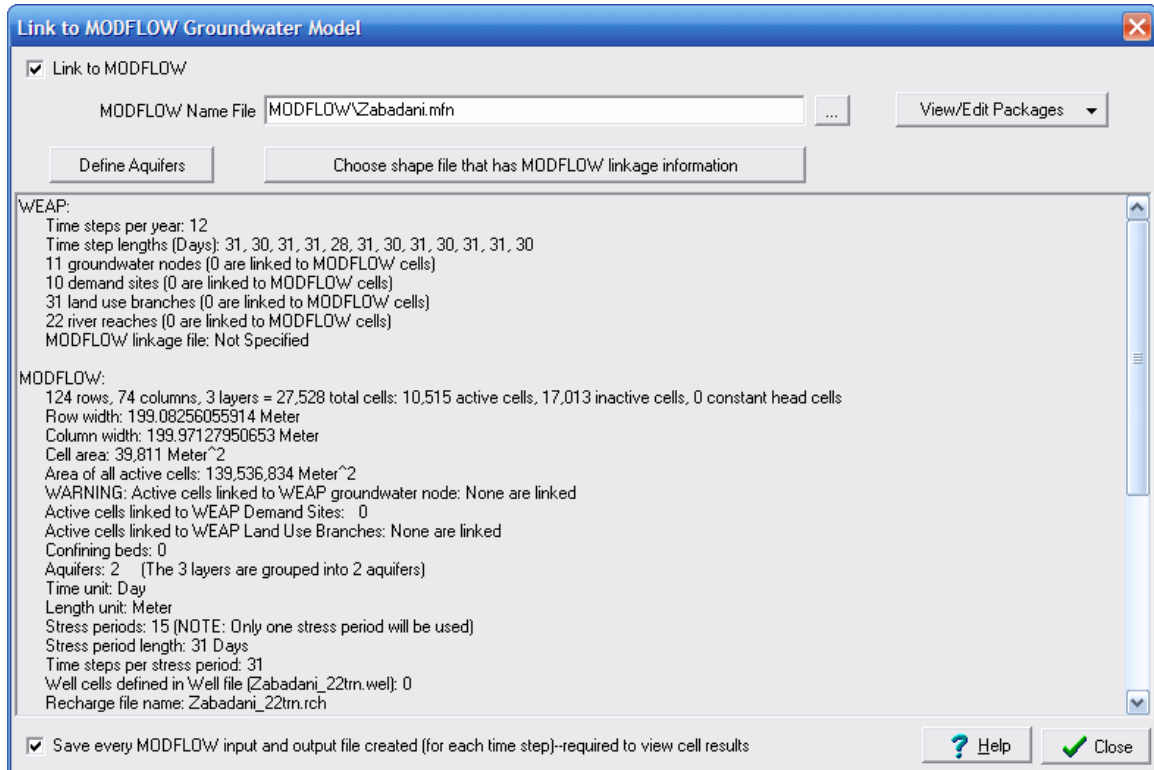 Link to MODFLOW Groundwater Model
Link to MODFLOW
MODFLOW Name File MODFLOW\Zabadani.mfn ... View/Edit Packages
Define Aquifers Choose shape file that has MODFLOW linkage information
WEAP:
Time steps per year: 12
Time step lengths (Days): 31, 30, 31, 31, 28, 31, 30, 31, 30, 31, 31, 30
11 groundwater nodes (0 are linked to MODFLOW cells)
10 demand sites (0 are linked to MODFLOW cells)
31 land use branches (0 are linked to MODFLOW cells)
22 river reaches (0 are linked to MODFLOW cells)
MODFLOW linkage file: Not Specified
MODFLOW:
124 rows, 74 columns, 3 layers = 27,528 total cells: 10,515 active cells, 17,013 inactive cells, 0 constant head cells
Row width: 199.08256055914 Meter
Column width: 199.97127950653 Meter
Cell area: 39,811 Meter^2
Area of all active cells: 139,536,834 Meter^2
WARNING: Active cells linked to WEAP groundwater node: None are linked
Active cells linked to WEAP Demand Sites: 0
Active cells linked to WEAP Land Use Branches: None are linked
Confining beds: 0
Aquifers: 2 (The 3 layers are grouped into 2 aquifers)
Time unit: Day
Length unit: Meter
Stress periods: 15 (NOTE: Only one stress period will be used)
Stress period length: 31 Days
Time steps per stress period: 31
Well cells defined in Well file (Zabadani_22trn.wel): 0
Recharge file name: Zabadani_22trn.rch
Save every MODFLOW input and output file created (for each time step)--required to view cell results ? Help Close